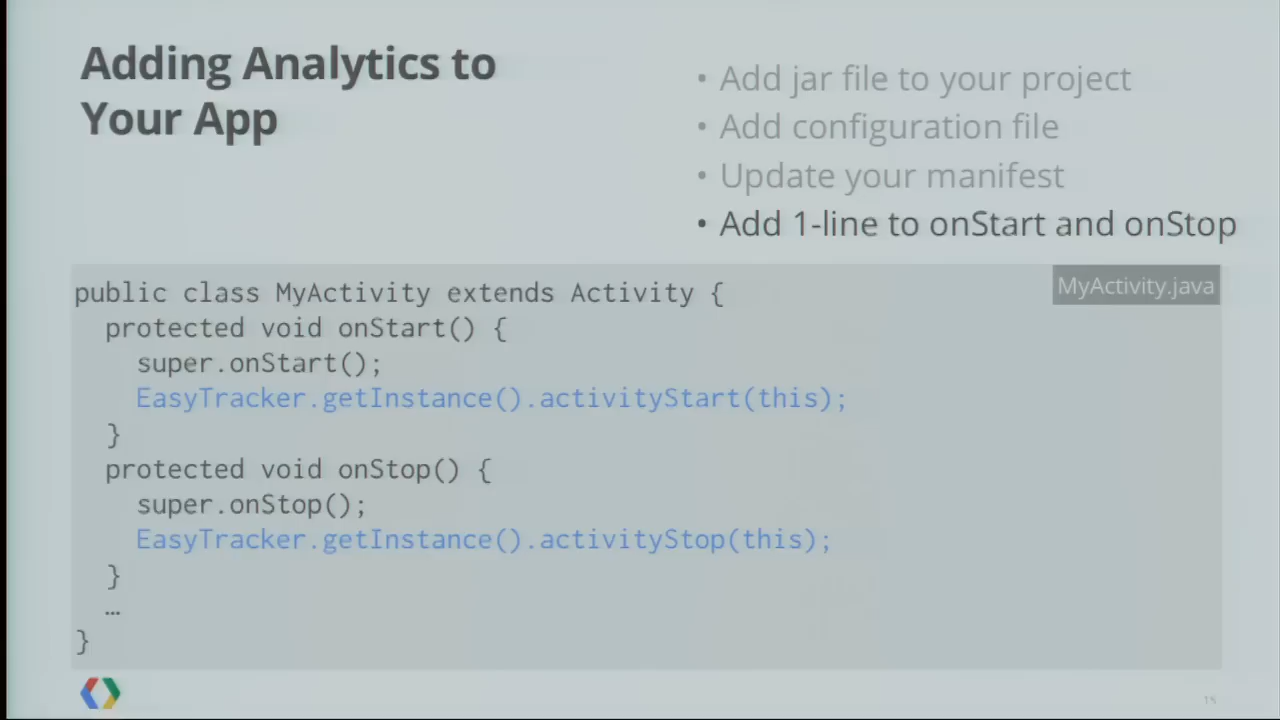 Adding Analytics to
Your App
• Add jar file to your project
• Add configuration file
• Update your manifest
• Add 1-line to onStart and onStop
MyActivity.java
public class MyActivity extends Activity {
  protected void onStart() {
    super.onStart();
    EasyTracker.getInstance().activityStart(this);
  }
  protected void onStop() {
    super.onStop();
    EasyTracker.getInstance().activityStop(this);
  }
  …
}